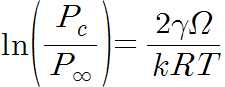 ln(P_c / P_∞) = 2γΩ / kRT